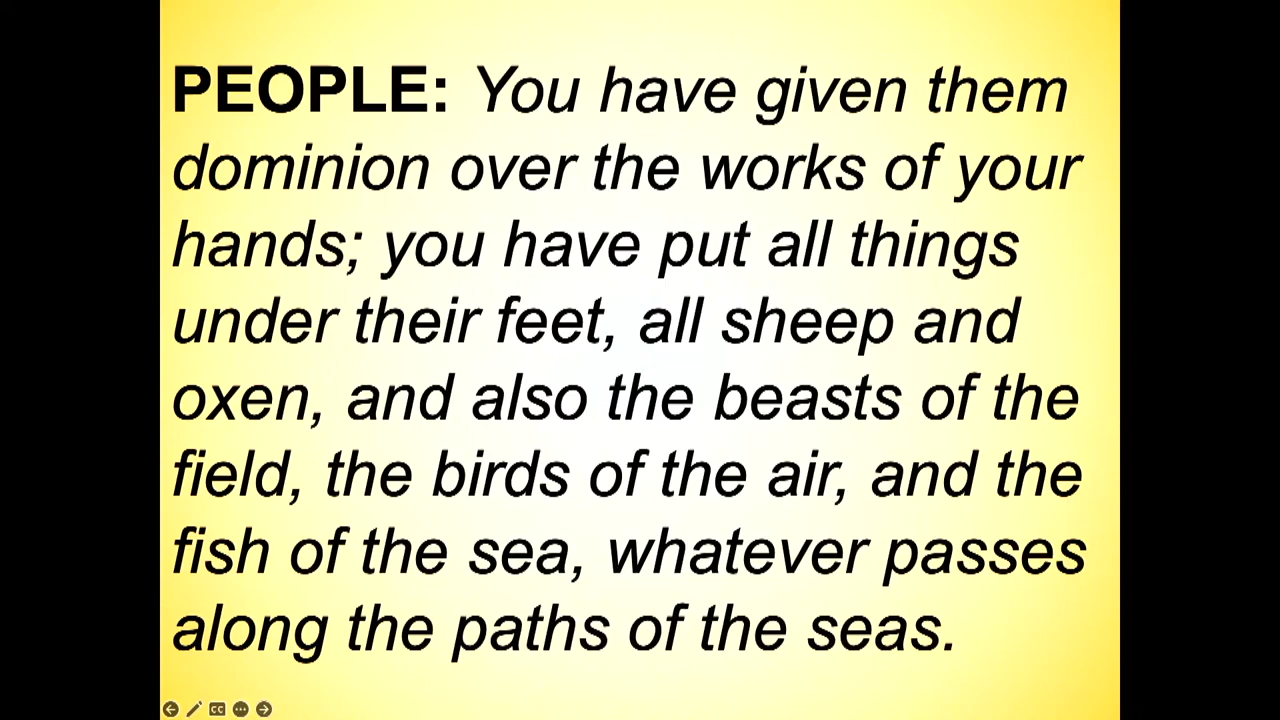 PEOPLE: You have given them
dominion over the works of your
hands; you have put all things
under their feet, all sheep and
oxen, and also the beasts of the
field, the birds of the air, and the
fish of the sea, whatever passes
along the paths of the seas.
CC